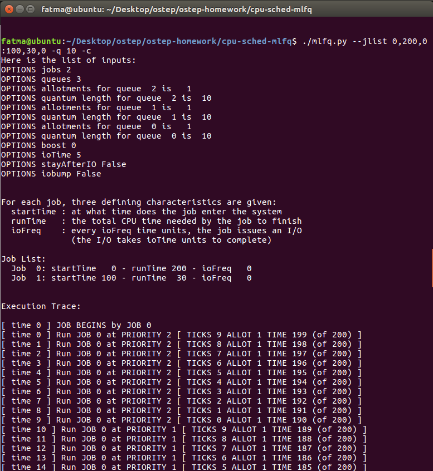 fatma@ubuntu: ~/Desktop/ostep/ostep-homework/cpu-sched-mlfq
fatma@ubuntu:~/Desktop/ostep/ostep-homework/cpu-sched-mlfq$ ./mlfq.py --jlist 0,200,0
:100,30,0 -q 10 -c
Here is the list of inputs:
OPTIONS jobs 2
OPTIONS queues 3
OPTIONS allotments for queue  2 is   1
OPTIONS quantum length for queue  2 is  10
OPTIONS allotments for queue  1 is   1
OPTIONS quantum length for queue  1 is  10
OPTIONS allotments for queue  0 is   1
OPTIONS quantum length for queue  0 is  10
OPTIONS boost 0
OPTIONS ioTime 5
OPTIONS stayAfterIO False
OPTIONS iobump False
For each job, three defining characteristics are given:
startTime : at what time does the job enter the system
runTime   : the total CPU time needed by the job to finish
ioFreq    : every ioFreq time units, the job issues an I/O
(the I/O takes ioTime units to complete)
Job List:
Job  0: startTime   0 - runTime 200 - ioFreq   0
Job  1: startTime 100 - runTime  30 - ioFreq   0
Execution Trace:
[ time 0 ] JOB BEGINS by JOB 0
[ time 0 ] Run JOB 0 at PRIORITY 2 [ TICKS 9 ALLOT 1 TIME 199 (of 200) ]
[ time 1 ] Run JOB 0 at PRIORITY 2 [ TICKS 8 ALLOT 1 TIME 198 (of 200) ]
[ time 2 ] Run JOB 0 at PRIORITY 2 [ TICKS 7 ALLOT 1 TIME 197 (of 200) ]
[ time 3 ] Run JOB 0 at PRIORITY 2 [ TICKS 6 ALLOT 1 TIME 196 (of 200) ]
[ time 4 ] Run JOB 0 at PRIORITY 2 [ TICKS 5 ALLOT 1 TIME 195 (of 200) ]
[ time 5 ] Run JOB 0 at PRIORITY 2 [ TICKS 4 ALLOT 1 TIME 194 (of 200) ]
[ time 6 ] Run JOB 0 at PRIORITY 2 [ TICKS 3 ALLOT 1 TIME 193 (of 200) ]
[ time 7 ] Run JOB 0 at PRIORITY 2 [ TICKS 2 ALLOT 1 TIME 192 (of 200) ]
[ time 8 ] Run JOB 0 at PRIORITY 2 [ TICKS 1 ALLOT 1 TIME 191 (of 200) ]
[ time 9 ] Run JOB 0 at PRIORITY 2 [ TICKS 0 ALLOT 1 TIME 190 (of 200) ]
[ time 10 ] Run JOB 0 at PRIORITY 1 [ TICKS 9 ALLOT 1 TIME 189 (of 200) ]
[ time 11 ] Run JOB 0 at PRIORITY 1 [ TICKS 8 ALLOT 1 TIME 188 (of 200) ]
[ time 12 ] Run JOB 0 at PRIORITY 1 [ TICKS 7 ALLOT 1 TIME 187 (of 200) ]
[ time 13 ] Run JOB 0 at PRIORITY 1 [ TICKS 6 ALLOT 1 TIME 186 (of 200) ]
[ time 14 ] Run JOB 0 at PRIORITY 1 [ TICKS 5 ALLOT 1 TIME 185 (of 200) ]